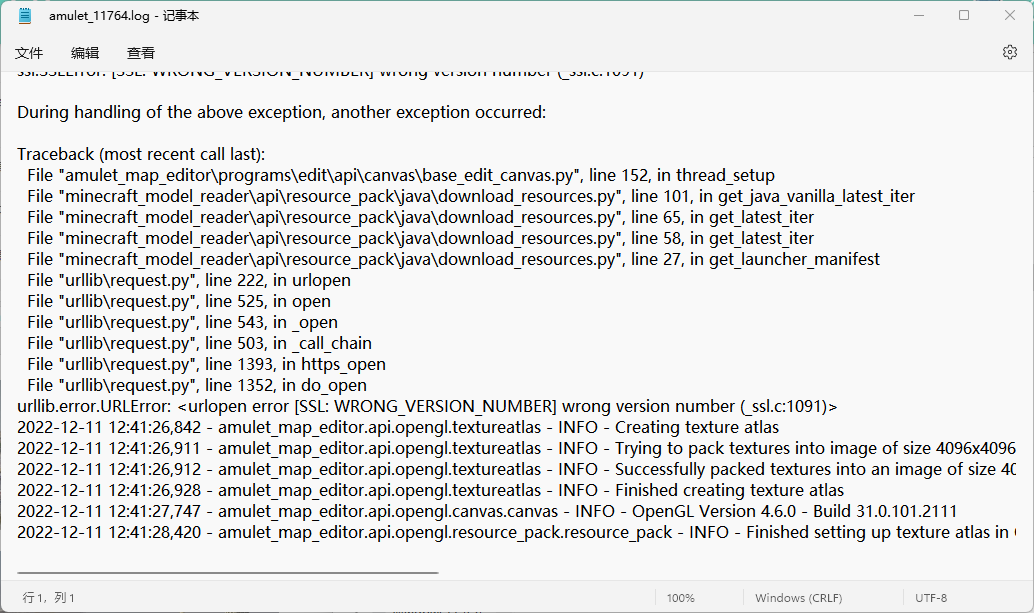 amulet_11764.log - 记事本
文件 编辑 查看
ssl.SSLError: [SSL: WRONG_VERSION_NUMBER] wrong version number (_ssl.c:1091)
During handling of the above exception, another exception occurred:
Traceback (most recent call last):
File "amulet_map_editor\programs\edit\api\canvas\base_edit_canvas.py", line 152, in thread_setup
File "minecraft_model_reader\api\resource_pack\java\download_resources.py", line 101, in get_java_vanilla_latest_iter
File "minecraft_model_reader\api\resource_pack\java\download_resources.py", line 65, in get_latest_iter
File "minecraft_model_reader\api\resource_pack\java\download_resources.py", line 58, in get_latest_iter
File "minecraft_model_reader\api\resource_pack\java\download_resources.py", line 27, in get_launcher_manifest
File "urllib\request.py", line 222, in urlopen
File "urllib\request.py", line 525, in open
File "urllib\request.py", line 543, in _open
File "urllib\request.py", line 503, in _call_chain
File "urllib\request.py", line 1393, in https_open
File "urllib\request.py", line 1352, in do_open
urllib.error.URLError: <urlopen error [SSL: WRONG_VERSION_NUMBER] wrong version number (_ssl.c:1091)>
2022-12-11 12:41:26,842 - amulet_map_editor.api.opengl.textureatlas - INFO - Creating texture atlas
2022-12-11 12:41:26,911 - amulet_map_editor.api.opengl.textureatlas - INFO - Trying to pack textures into image of size 4096x4096
2022-12-11 12:41:26,912 - amulet_map_editor.api.opengl.textureatlas - INFO - Successfully packed textures into an image of size 40
2022-12-11 12:41:26,928 - amulet_map_editor.api.opengl.textureatlas - INFO - Finished creating texture atlas
2022-12-11 12:41:27,747 - amulet_map_editor.api.opengl.canvas.canvas - INFO - OpenGL Version 4.6.0 - Build 31.0.101.2111
2022-12-11 12:41:28,420 - amulet_map_editor.api.opengl.resource_pack.resource_pack - INFO - Finished setting up texture atlas in
行 1，列 1 100% Windows (CRLF) UTF-8